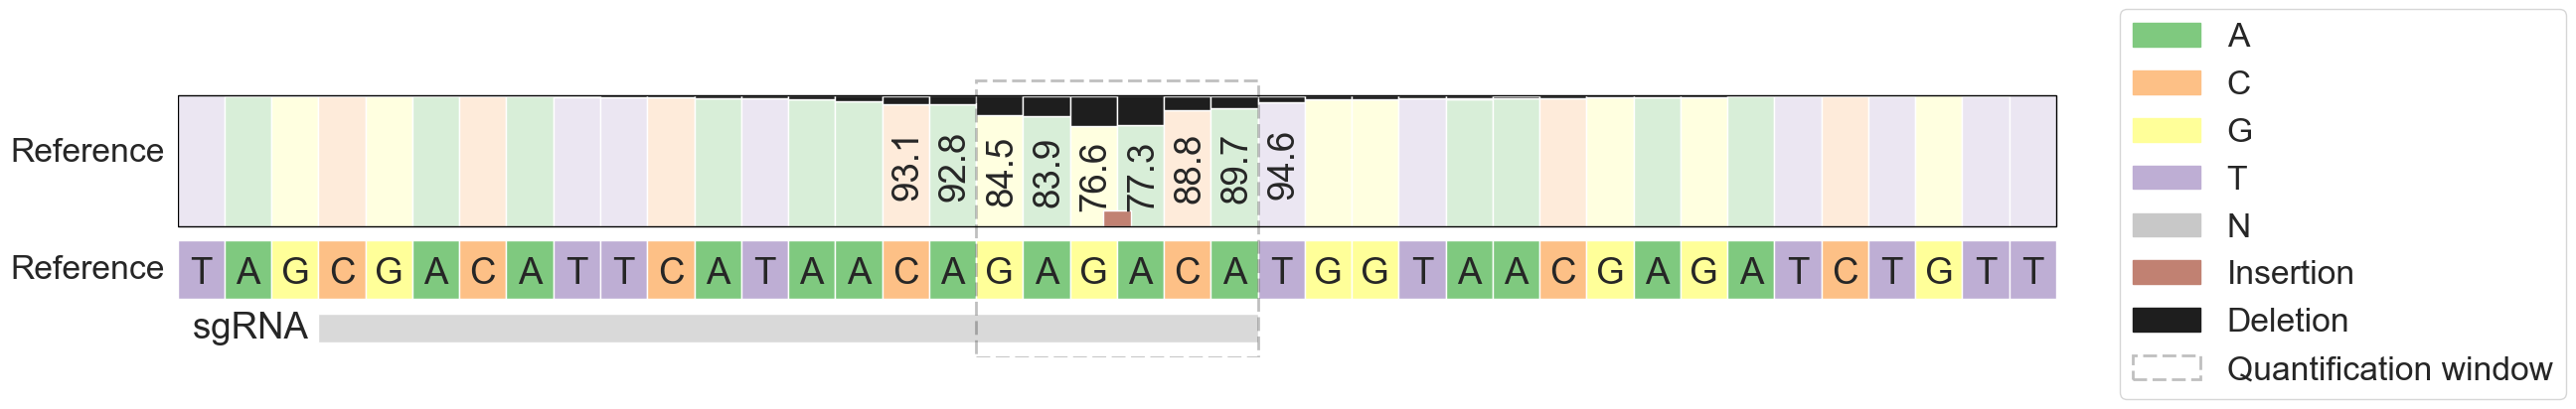 Reference 93.1 92.8 84.5 83.9 76.6 77.3 88.8 89.7 94.6
Reference T A G C G A C A T T C A T A A C A G A G A C A T G G T A A C G A G A T C T G T T
sgRNA
A
C
G
T
N
Insertion
Deletion
Quantification window